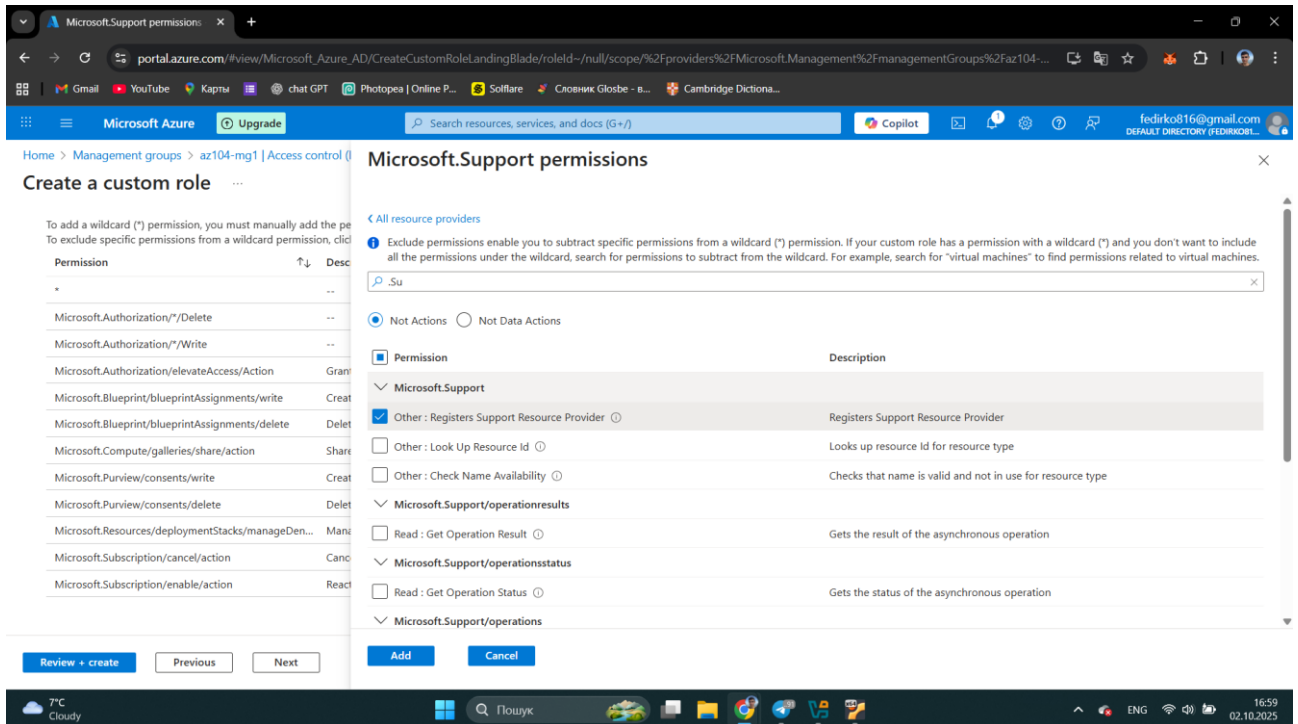 Microsoft.Support permissions
portal.azure.com/#view/Microsoft_Azure_AD/CreateCustomRoleLandingBlade/roleId~/null/scope/%2Fproviders%2FMicrosoft.Management%2FmanagementGroups%2Faz104-...
Gmail YouTube Карты chat GPT Photopea | Online P... Solflare Словник Glosbe - в... Cambridge Dictiona...
Microsoft Azure Upgrade Search resources, services, and docs (G+/) Copilot 1 fedirko816@gmail.com
DEFAULT DIRECTORY (FEDIRKO81...
Home > Management groups > az104-mg1 | Access control (I
Create a custom role ...
To add a wildcard (*) permission, you must manually add the pe
To exclude specific permissions from a wildcard permission, clic
Permission ↑↓ Desc
* --
Microsoft.Authorization/*/Delete --
Microsoft.Authorization/*/Write --
Microsoft.Authorization/elevateAccess/Action Gran
Microsoft.Blueprint/blueprintAssignments/write Creat
Microsoft.Blueprint/blueprintAssignments/delete Delet
Microsoft.Compute/galleries/share/action Share
Microsoft.Purview/consents/write Creat
Microsoft.Purview/consents/delete Delet
Microsoft.Resources/deploymentStacks/manageDen... Mana
Microsoft.Subscription/cancel/action Canc
Microsoft.Subscription/enable/action React
Review + create Previous Next
Microsoft.Support permissions
All resource providers
Exclude permissions enable you to subtract specific permissions from a wildcard (*) permission. If your custom role has a permission with a wildcard (*) and you don't want to include
all the permissions under the wildcard, search for permissions to subtract from the wildcard. For example, search for "virtual machines" to find permissions related to virtual machines.
.Su
Not Actions Not Data Actions
Permission Description
Microsoft.Support
Other : Registers Support Resource Provider Registers Support Resource Provider
Other : Look Up Resource Id Looks up resource Id for resource type
Other : Check Name Availability Checks that name is valid and not in use for resource type
Microsoft.Support/operationresults
Read : Get Operation Result Gets the result of the asynchronous operation
Microsoft.Support/operationsstatus
Read : Get Operation Status Gets the status of the asynchronous operation
Microsoft.Support/operations
Add Cancel
7°C
Cloudy
Пошук
ENG
16:59
02.10.2025